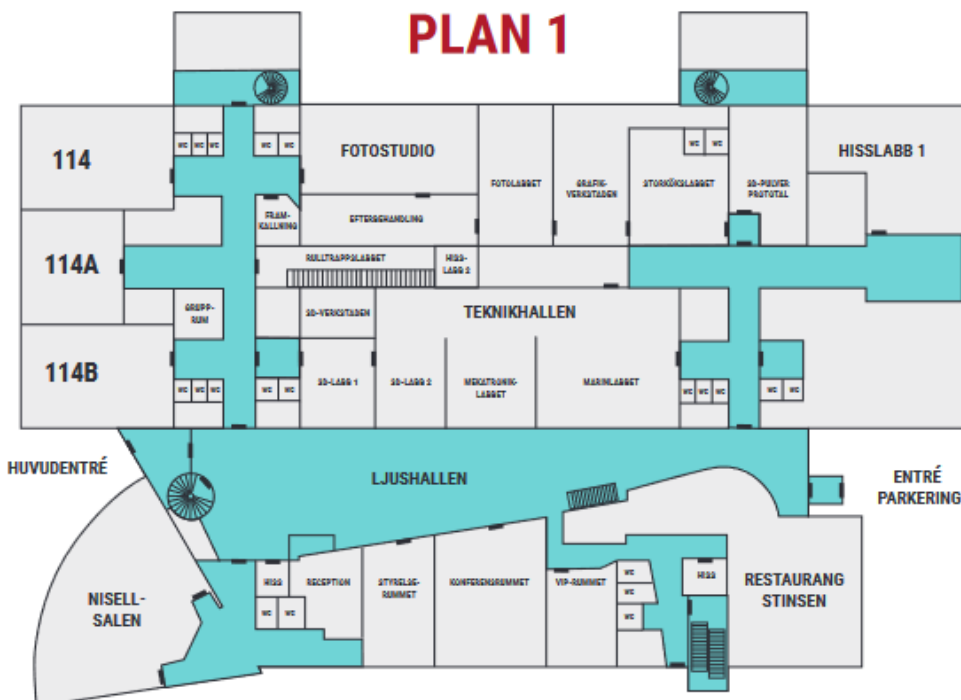 PLAN 1
114
WC WC WC
WC WC
FOTOSTUDIO
FOTOLABBET
GRAFIK-
VERKSTADEN
WC WC
STORKÖKSLABBET
3D-PULVER
PROTOTAL
HISSLABB 1
FRAM-
KALLNING
EFTERBEHANDLING
114A
RULLTRAPPSLABBET
HISS-
LABB 2
GRUPP-
RUM
3D-VERKSTADEN
TEKNIKHALLEN
114B
WC WC WC
WC WC
3D-LABB 1
3D-LABB 2
MEKATRONIK-
LABBET
MARINLABBET
WC WC WC
WC WC
HUVUDENTRÉ
LJUSHALLEN
ENTRÉ
PARKERING
NISELL-
SALEN
HISS
WC WC
RECEPTION
STYRELSE-
RUMMET
KONFERENSRUMMET
VIP-RUMMET
WC
WC
WC
HISS
RESTAURANG
STINSEN